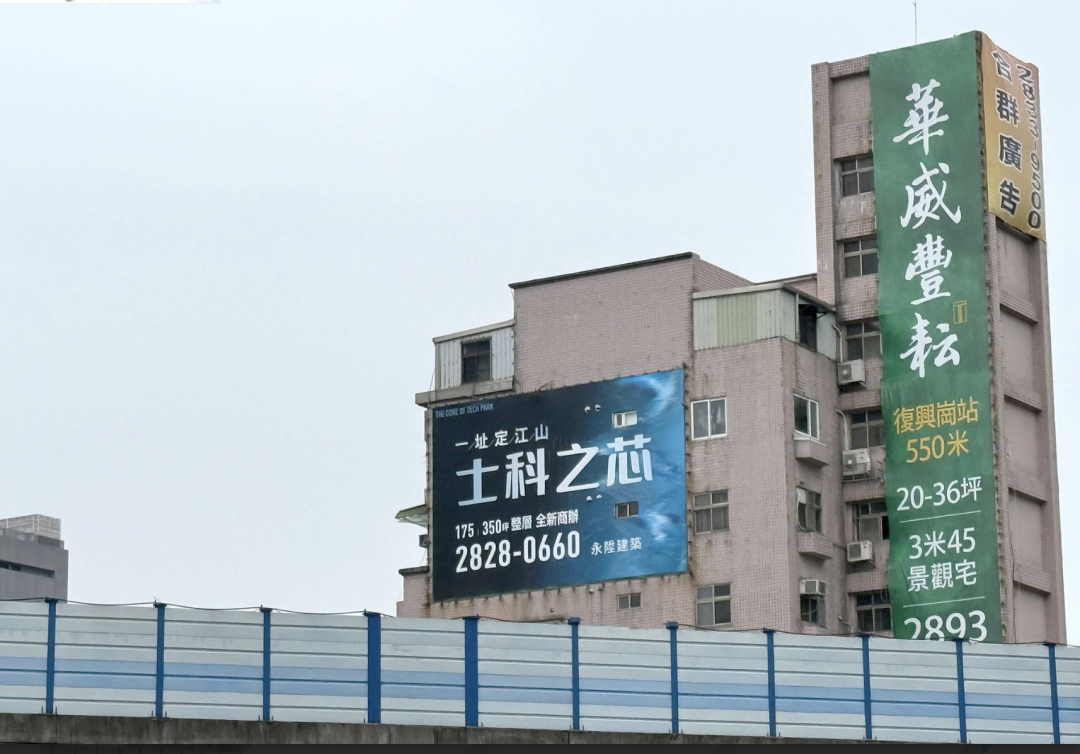 THE CORE OF TECH PARK
一址定江山
士科之芯
175 | 350坪 整層 全新商辦
2828-0660 永陞建築
華威豐耘
復興崗站
550米
20-36坪
3米45
景觀宅
2893
合群廣告